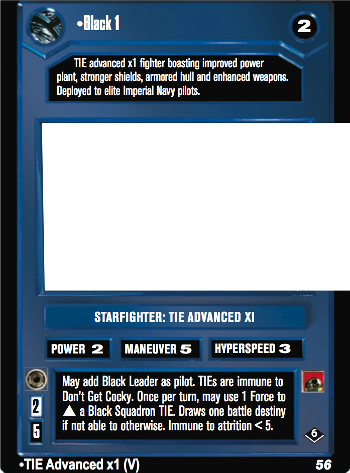 •Black 1
2
TIE advanced x1 fighter boasting improved power
plant, stronger shields, armored hull and enhanced weapons.
Deployed to elite Imperial Navy pilots.
STARFIGHTER: TIE ADVANCED X1
POWER 2 MANEUVER 5 HYPERSPEED 3
May add Black Leader as pilot. TIEs are immune to
Don't Get Cocky. Once per turn, may use 1 Force to
▲ a Black Squadron TIE. Draws one battle destiny
if not able to otherwise. Immune to attrition < 5.
2
5
6
•TIE Advanced x1 (V) 56